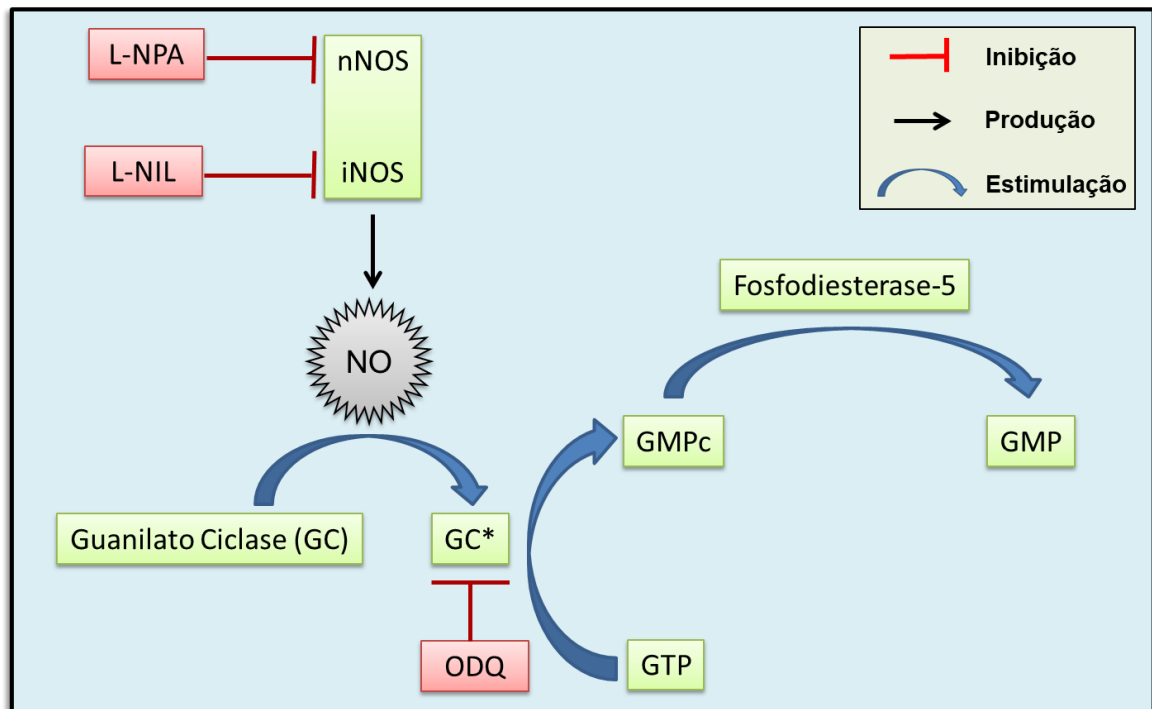 L-NPA
nNOS
L-NIL
iNOS
Inibição
Produção
Estimulação
NO
Fosfodiesterase-5
GMPc
GMP
Guanilato Ciclase (GC)
GC*
ODQ
GTP